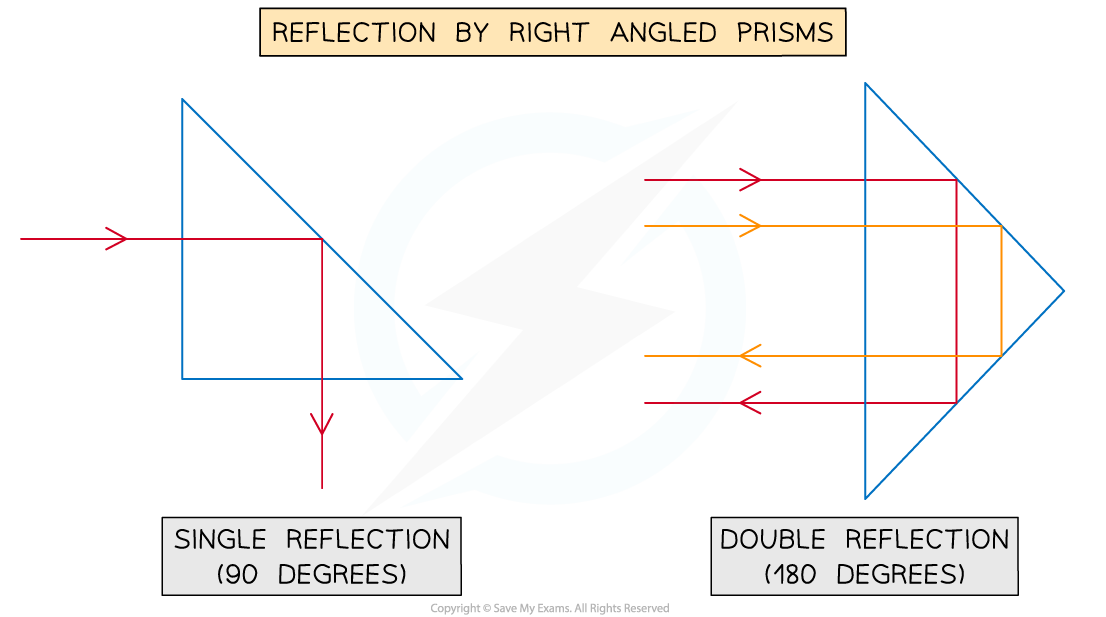 REFLECTION BY RIGHT ANGLED PRISMS
SINGLE REFLECTION
(90 DEGREES)
DOUBLE REFLECTION
(180 DEGREES)
Copyright © Save My Exams. All Rights Reserved